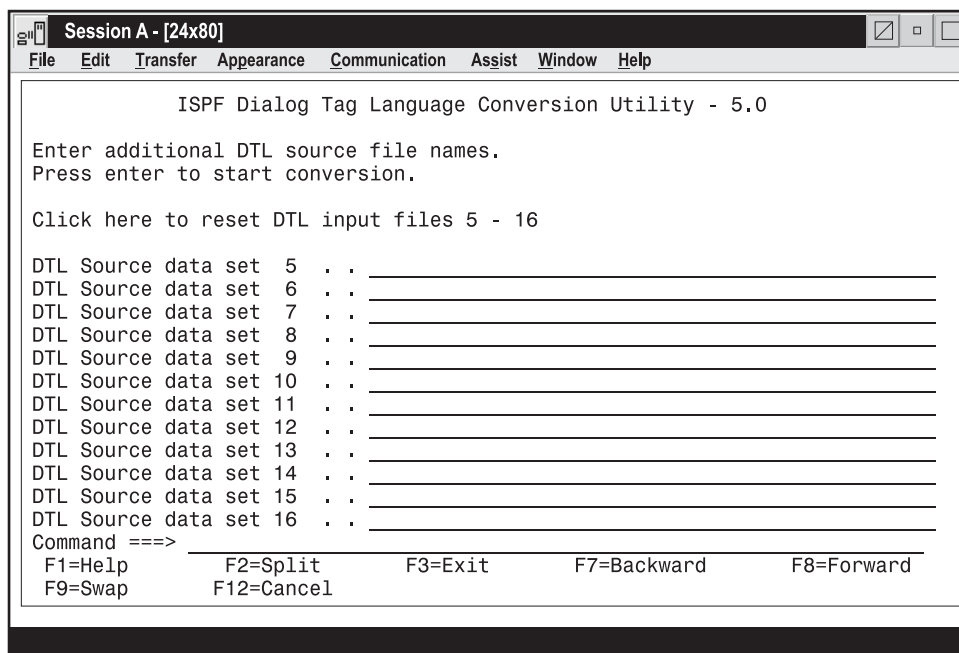 Session A - [24x80]
File Edit Transfer Appearance Communication Assist Window Help
ISPF Dialog Tag Language Conversion Utility - 5.0
Enter additional DTL source file names.
Press enter to start conversion.
Click here to reset DTL input files 5 - 16
DTL Source data set 5 . .
DTL Source data set 6 . .
DTL Source data set 7 . .
DTL Source data set 8 . .
DTL Source data set 9 . .
DTL Source data set 10 . .
DTL Source data set 11 . .
DTL Source data set 12 . .
DTL Source data set 13 . .
DTL Source data set 14 . .
DTL Source data set 15 . .
DTL Source data set 16 . .
Command ===>
F1=Help F2=Split F3=Exit F7=Backward F8=Forward
F9=Swap F12=Cancel